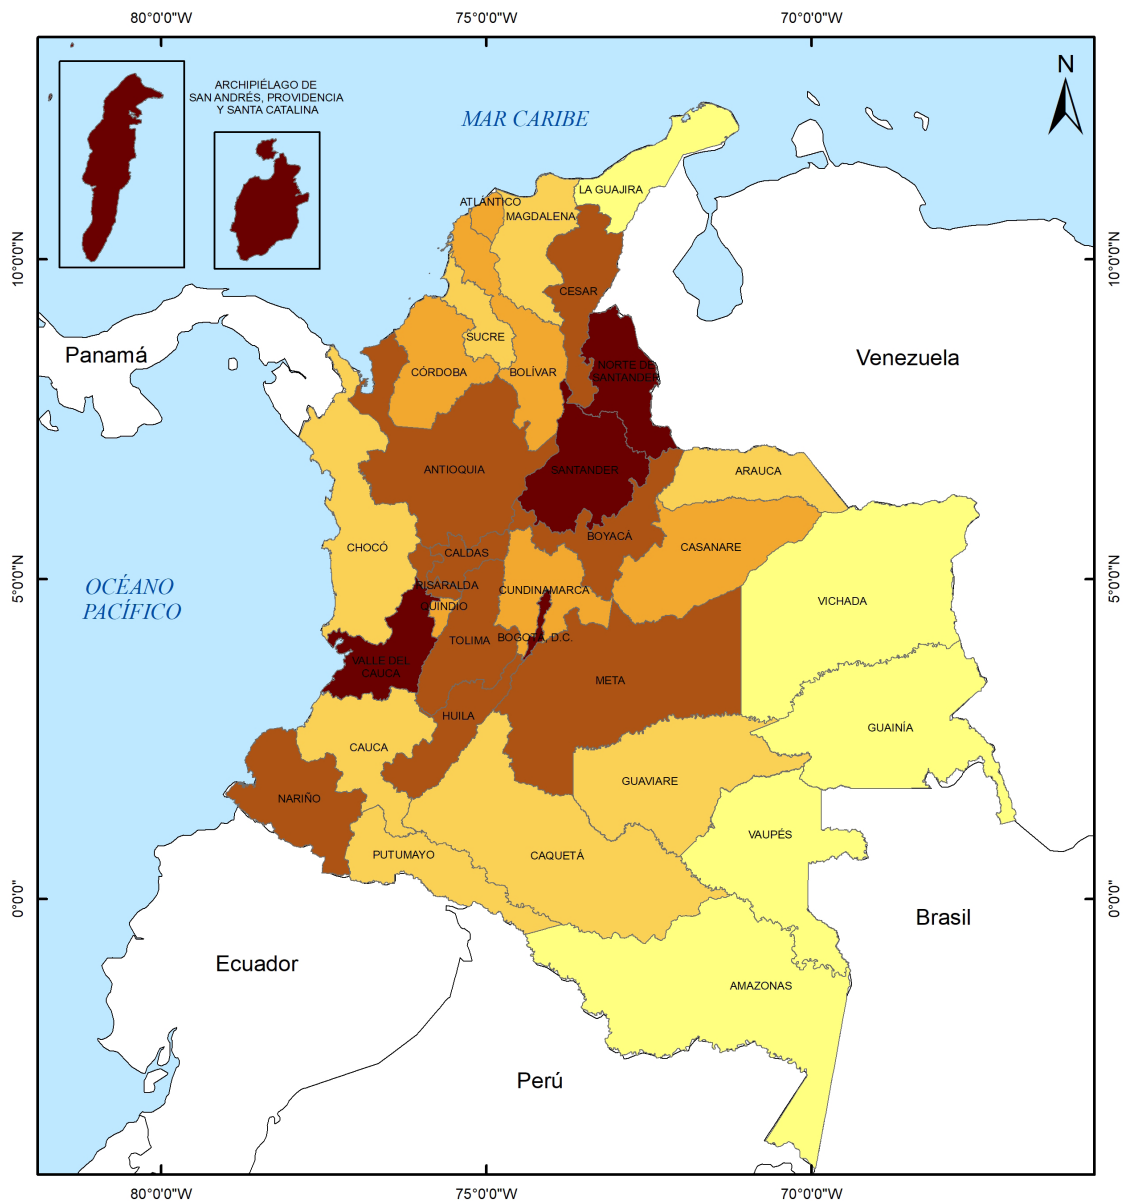 80°0'0"W
75°0'0"W
70°0'0"W
N
ARCHIPIÉLAGO DE
SAN ANDRÉS, PROVIDENCIA
Y SANTA CATALINA
MAR CARIBE
LA GUAJIRA
ATLÁNTICO
MAGDALENA
10°0'0"N
10°0'0"N
CESAR
SUCRE
Panamá
Venezuela
CÓRDOBA
BOLÍVAR
NORTE DE
SANTANDER
ANTIOQUIA
SANTANDER
ARAUCA
BOYACÁ
CHOCÓ
CALDAS
CASANARE
5°0'0"N
5°0'0"N
OCÉANO
PACÍFICO
RISARALDA
CUNDINAMARCA
QUINDIO
VICHADA
BOGOTÁ, D.C.
TOLIMA
VALLE DEL
CAUCA
META
HUILA
GUAINÍA
CAUCA
GUAVIARE
NARIÑO
VAUPÉS
PUTUMAYO
CAQUETÁ
0°0'0"
0°0'0"
Brasil
Ecuador
AMAZONAS
Perú
80°0'0"W
75°0'0"W
70°0'0"W